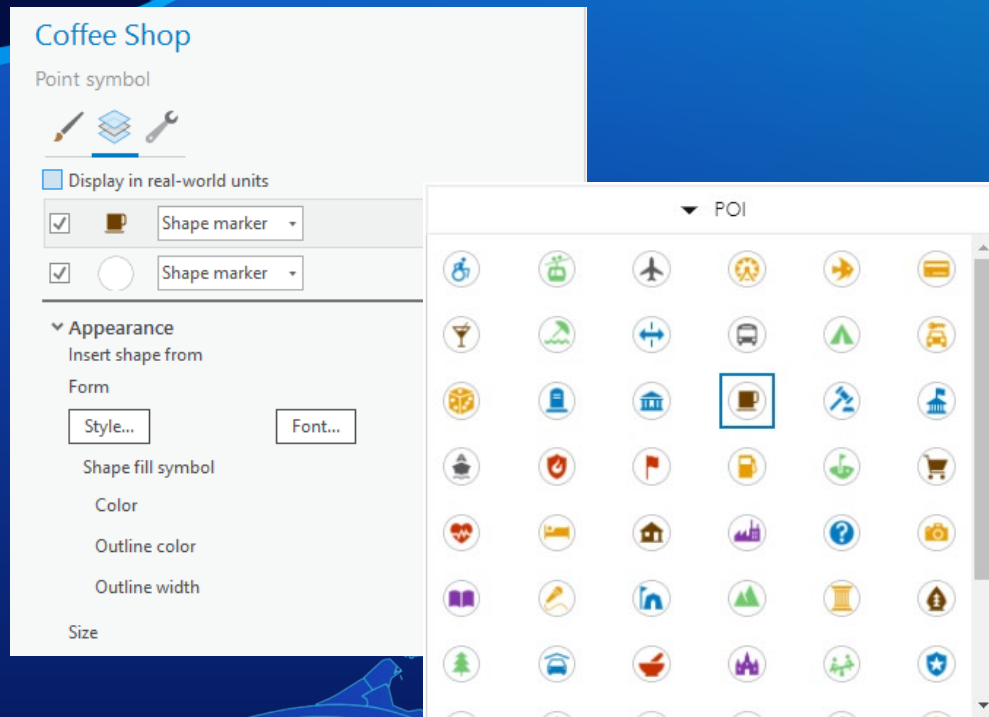 Coffee Shop
Point symbol
Display in real-world units
Shape marker
Shape marker
Appearance
Insert shape from
Form
Style... Font...
Shape fill symbol
Color
Outline color
Outline width
Size
POI